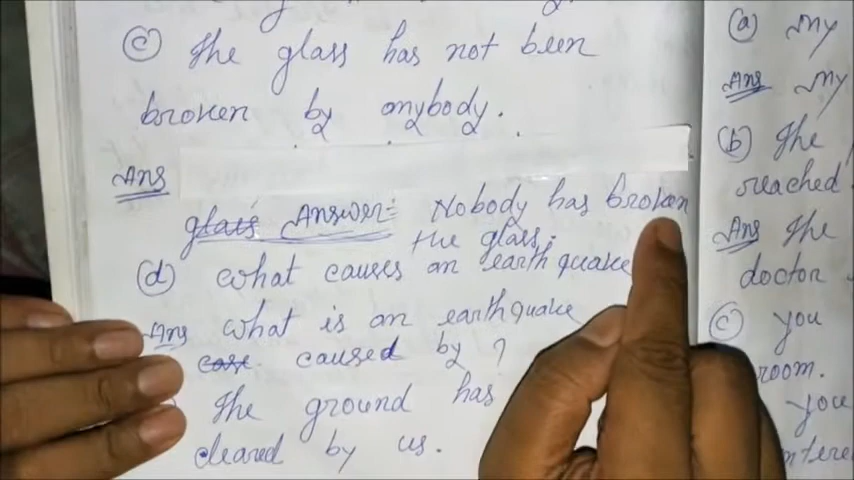 (c) The glass has not been
broken by anybody.
Ans
glass Answer:- Nobody has broken
the glass.
(d) What causes an earthquake
Ans What is an earthquake
caused by ?
The ground has
cleared by us.
(a) My
Ans My
(b) The
reached
Ans The
doctor
(c) You
room.
You